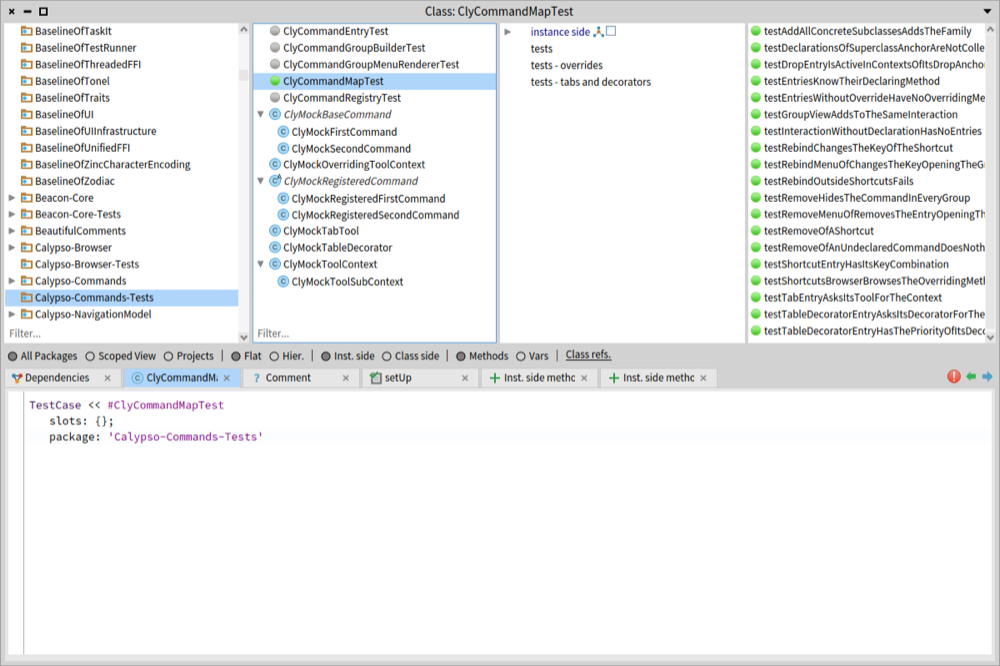 Class: ClyCommandMapTest
BaselineOfTaskIt
BaselineOfTestRunner
BaselineOfThreadedFFI
BaselineOfTonel
BaselineOfTraits
BaselineOfUI
BaselineOfUIInfrastructure
BaselineOfUnifiedFFI
BaselineOfZincCharacterEncoding
BaselineOfZodiac
Beacon-Core
Beacon-Core-Tests
BeautifulComments
Calypso-Browser
Calypso-Browser-Tests
Calypso-Commands
Calypso-Commands-Tests
Calypso-NavigationModel
Filter...
ClyCommandEntryTest
ClyCommandGroupBuilderTest
ClyCommandGroupMenuRendererTest
ClyCommandMapTest
ClyCommandRegistryTest
ClyMockBaseCommand
ClyMockFirstCommand
ClyMockSecondCommand
ClyMockOverridingToolContext
ClyMockRegisteredCommand
ClyMockRegisteredFirstCommand
ClyMockRegisteredSecondCommand
ClyMockTabTool
ClyMockTableDecorator
ClyMockToolContext
ClyMockToolSubContext
Filter...
instance side
tests
tests - overrides
tests - tabs and decorators
testAddAllConcreteSubclassesAddsTheFamily
testDeclarationsOfSuperclassAnchorAreNotColle
testDropEntryIsActiveInContextsOfItsDropAncho
testEntriesKnowTheirDeclaringMethod
testEntriesWithoutOverrideHaveNoOverridingMe
testGroupViewAddsToTheSameInteraction
testInteractionWithoutDeclarationHasNoEntries
testRebindChangesTheKeyOfTheShortcut
testRebindMenuOfChangesTheKeyOpeningTheG
testRebindOutsideShortcutsFails
testRemoveHidesTheCommandInEveryGroup
testRemoveMenuOfRemovesTheEntryOpeningTh
testRemoveOfAShortcut
testRemoveOfAnUndeclaredCommandDoesNoth
testShortcutEntryHasItsKeyCombination
testShortcutsBrowserBrowsesTheOverridingMetl
testTabEntryAsksItsToolForTheContext
testTableDecoratorEntryAsksItsDecoratorForThe
testTableDecoratorEntryHasThePriorityOfItsDeco
All Packages Scoped View Projects | Flat Hier. | Inst. side Class side | Methods Vars | Class refs.
Dependencies ClyCommandMa ? Comment setUp Inst. side methc Inst. side methc
TestCase << #ClyCommandMapTest
slots: {};
package: 'Calypso-Commands-Tests'